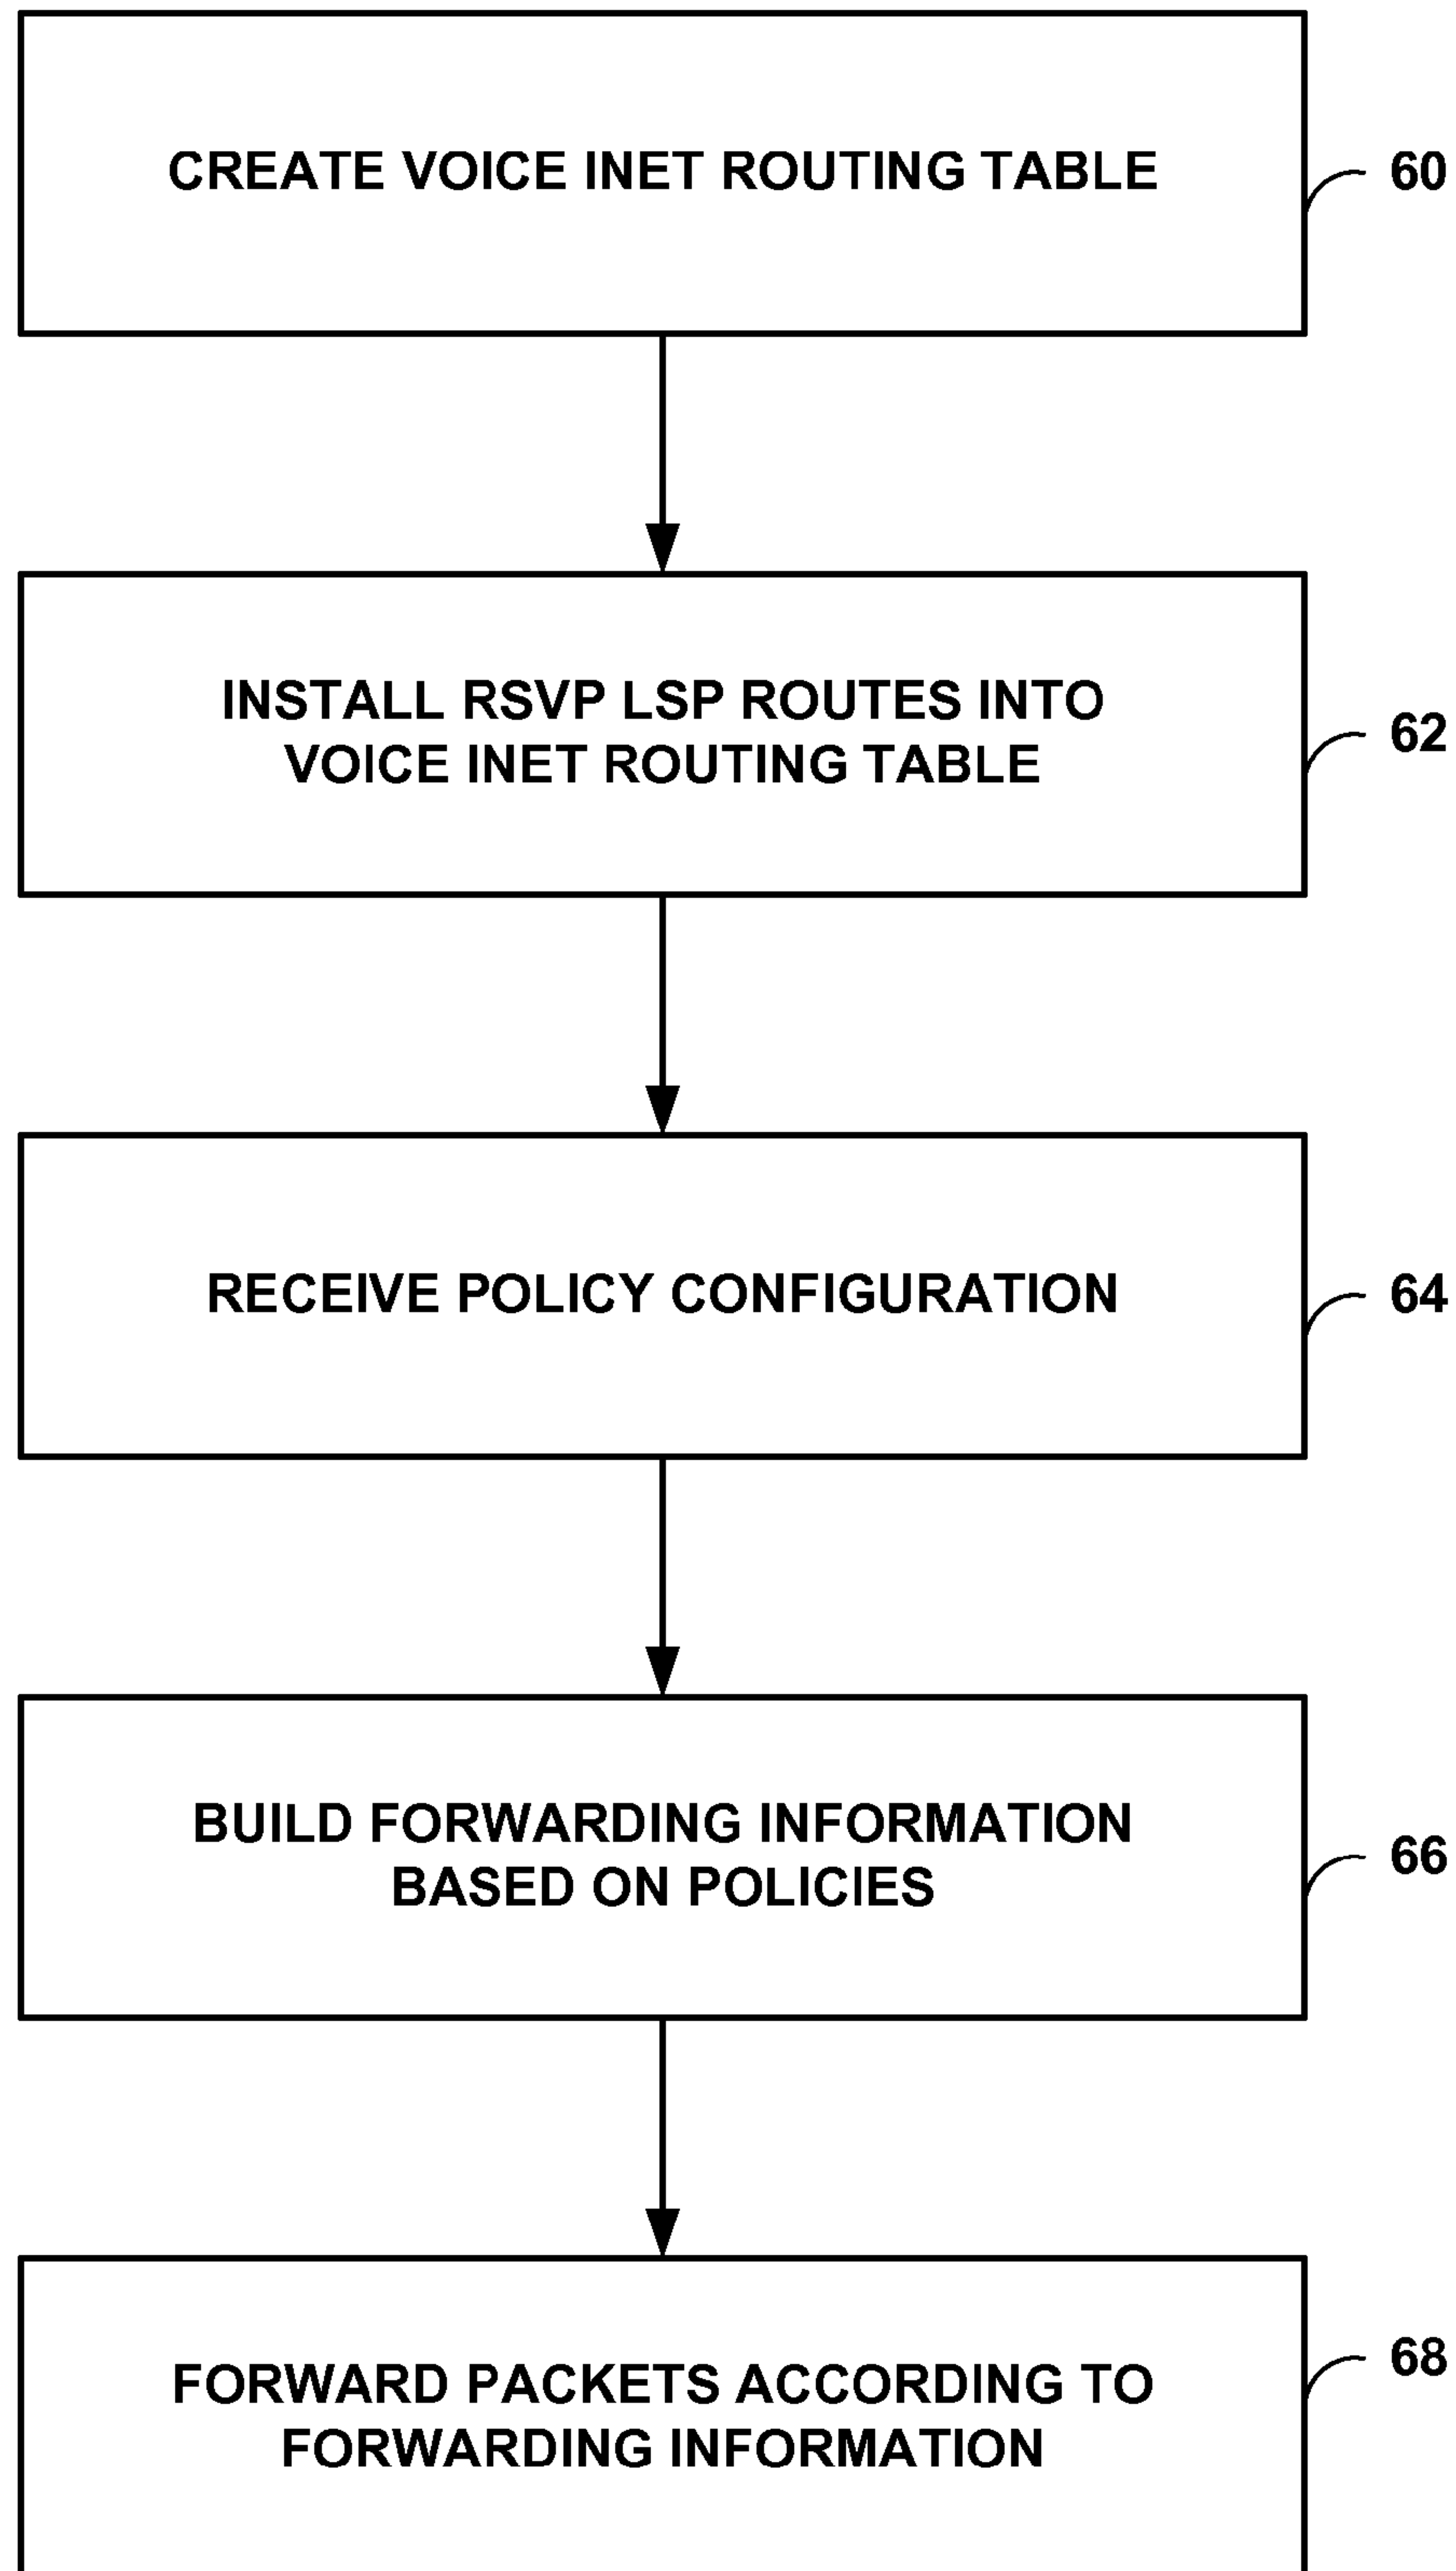 CREATE VOICE INET ROUTING TABLE
60
INSTALL RSVP LSP ROUTES INTO
VOICE INET ROUTING TABLE
62
RECEIVE POLICY CONFIGURATION
64
BUILD FORWARDING INFORMATION
BASED ON POLICIES
66
FORWARD PACKETS ACCORDING TO
FORWARDING INFORMATION
68